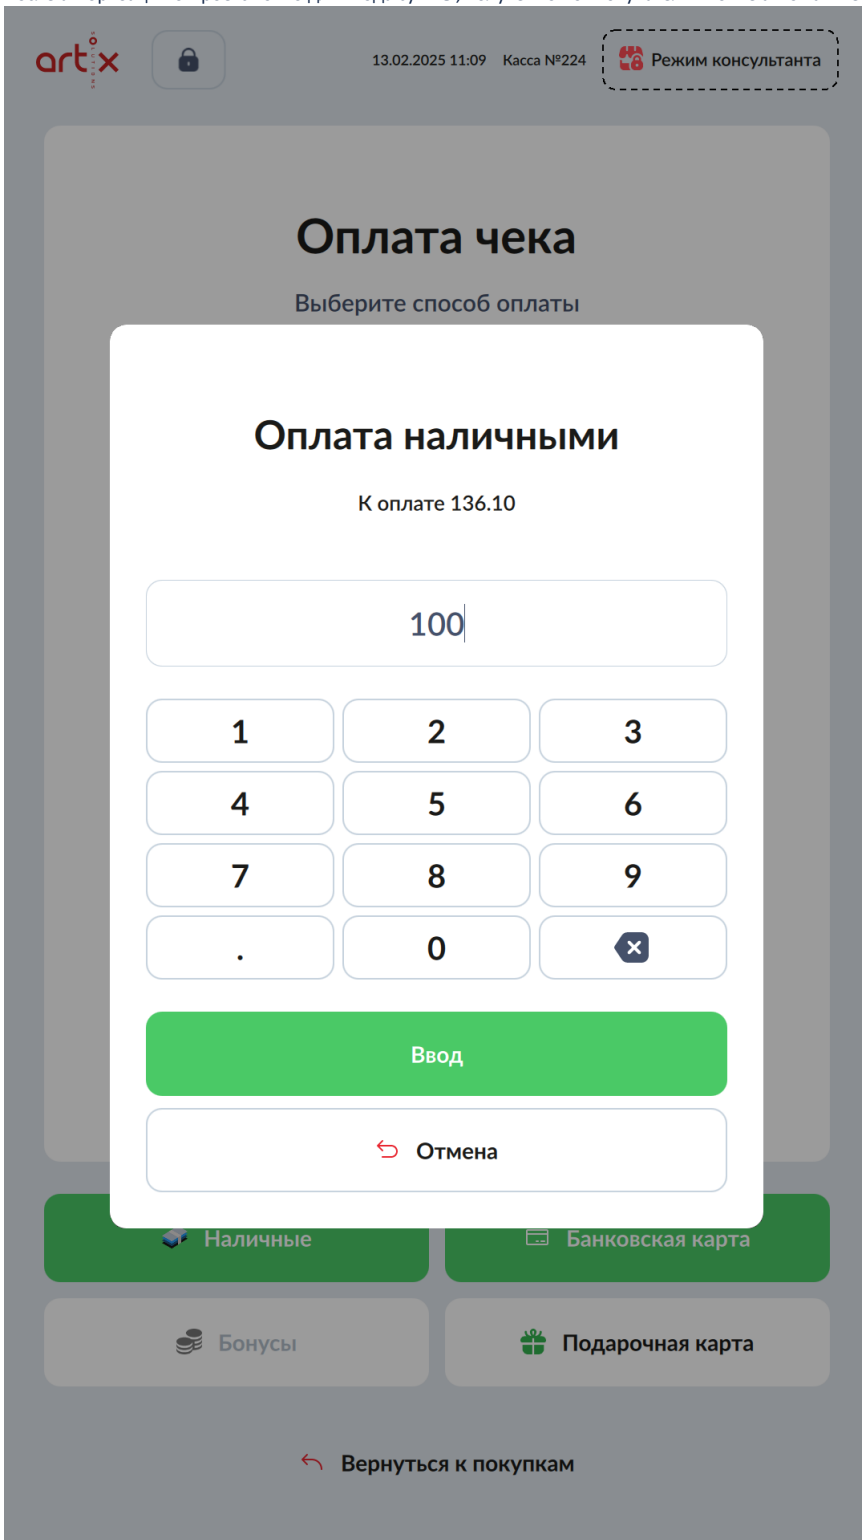 artix
13.02.2025 11:09 Касса №224 Режим консультанта
Оплата чека
Выберите способ оплаты
Оплата наличными
К оплате 136.10
100
1 2 3
4 5 6
7 8 9
. 0
Ввод
Отмена
Наличные Банковская карта
Бонусы Подарочная карта
Вернуться к покупкам